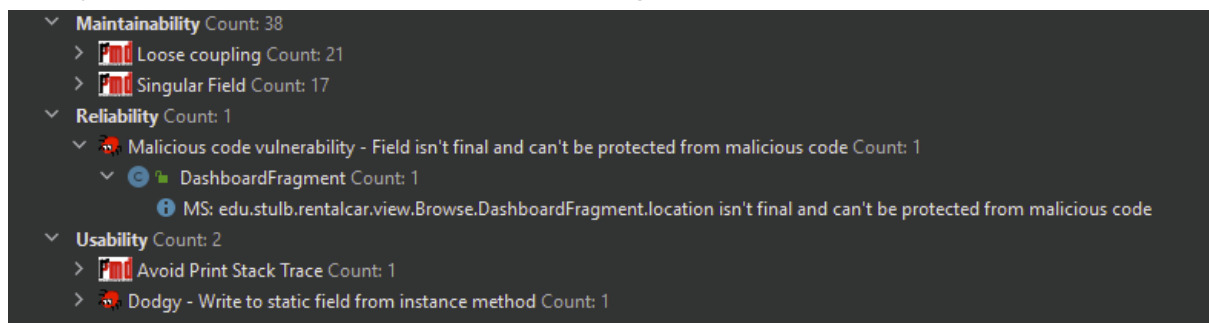 Maintainability Count: 38
pmd Loose coupling Count: 21
pmd Singular Field Count: 17
Reliability Count: 1
Malicious code vulnerability - Field isn't final and can't be protected from malicious code Count: 1
C DashboardFragment Count: 1
MS: edu.stulb.rentalcar.view.Browse.DashboardFragment.location isn't final and can't be protected from malicious code
Usability Count: 2
pmd Avoid Print Stack Trace Count: 1
Dodgy - Write to static field from instance method Count: 1